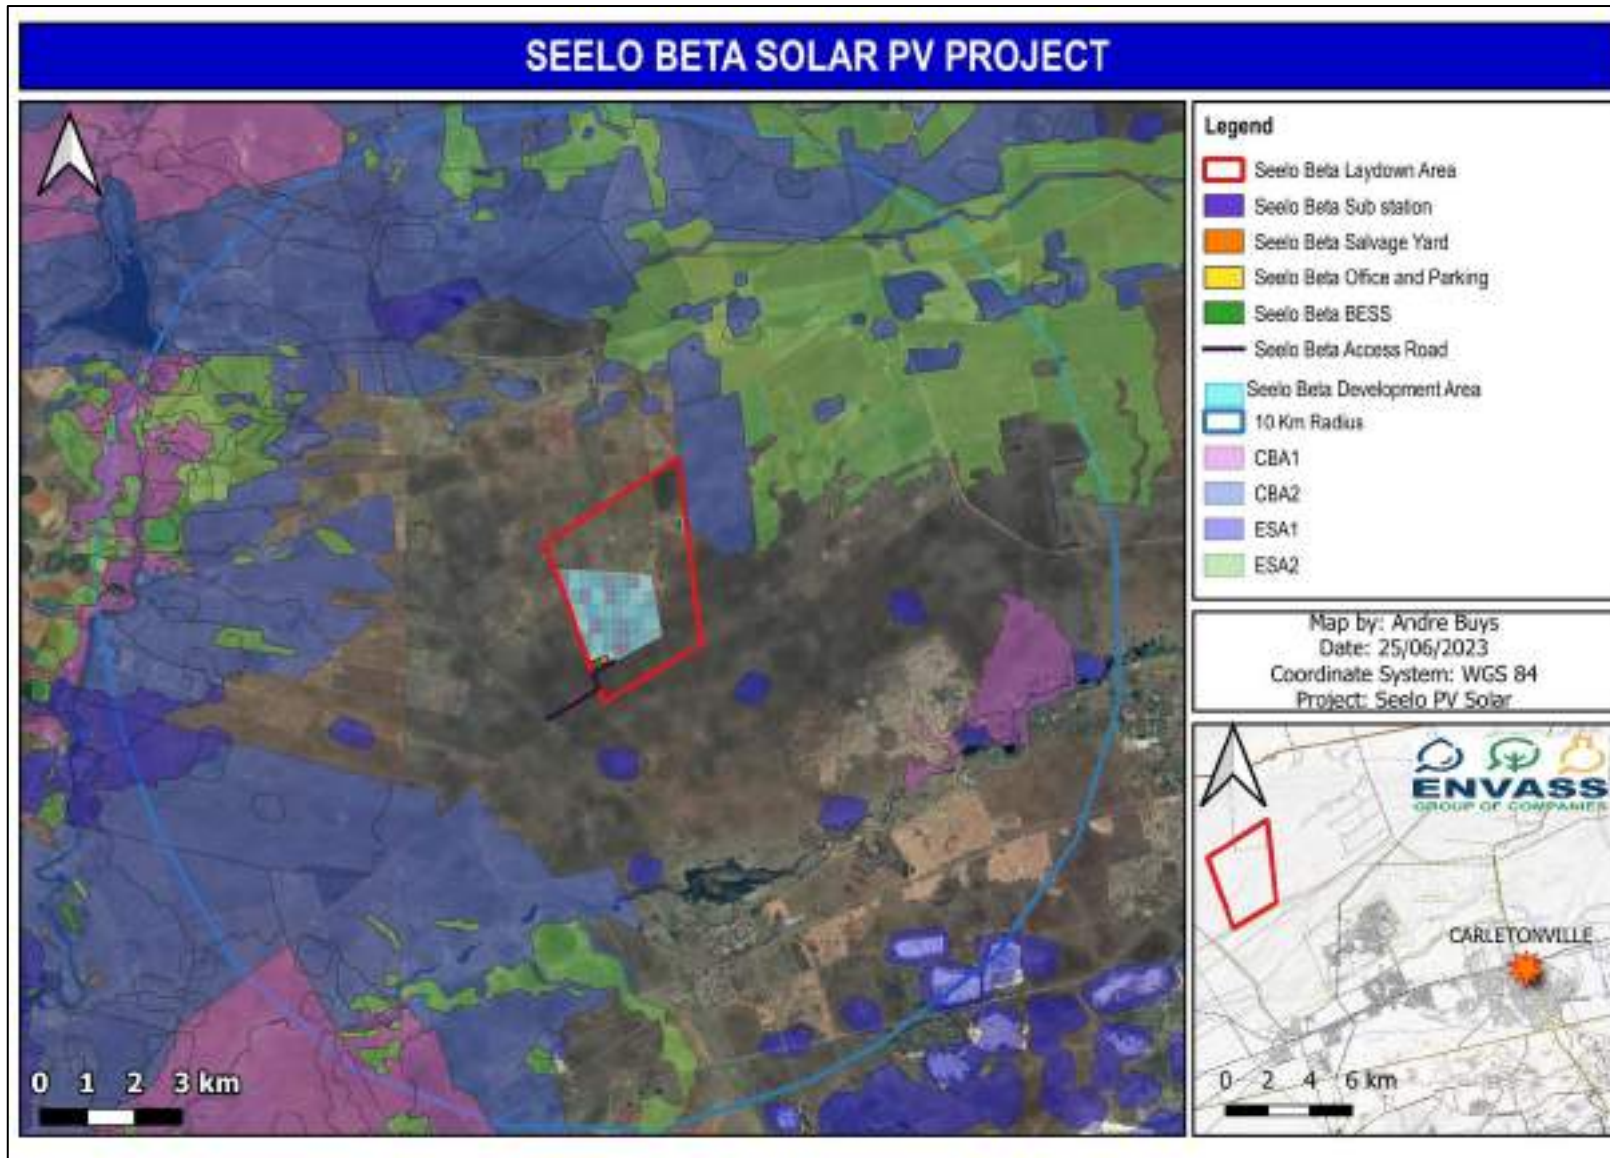 SEELO BETA SOLAR PV PROJECT
Legend
Seelo Beta Laydown Area
Seelo Beta Sub station
Seelo Beta Salvage Yard
Seelo Beta Office and Parking
Seelo Beta BESS
Seelo Beta Access Road
Seelo Beta Development Area
10 Km Radius
CBA1
CBA2
ESA1
ESA2
Map by: Andre Buys
Date: 25/06/2023
Coordinate System: WGS 84
Project: Seelo PV Solar
ENVASS
GROUP OF COMPANIES
CARLETONVILLE
0 2 4 6 km
0 1 2 3 km